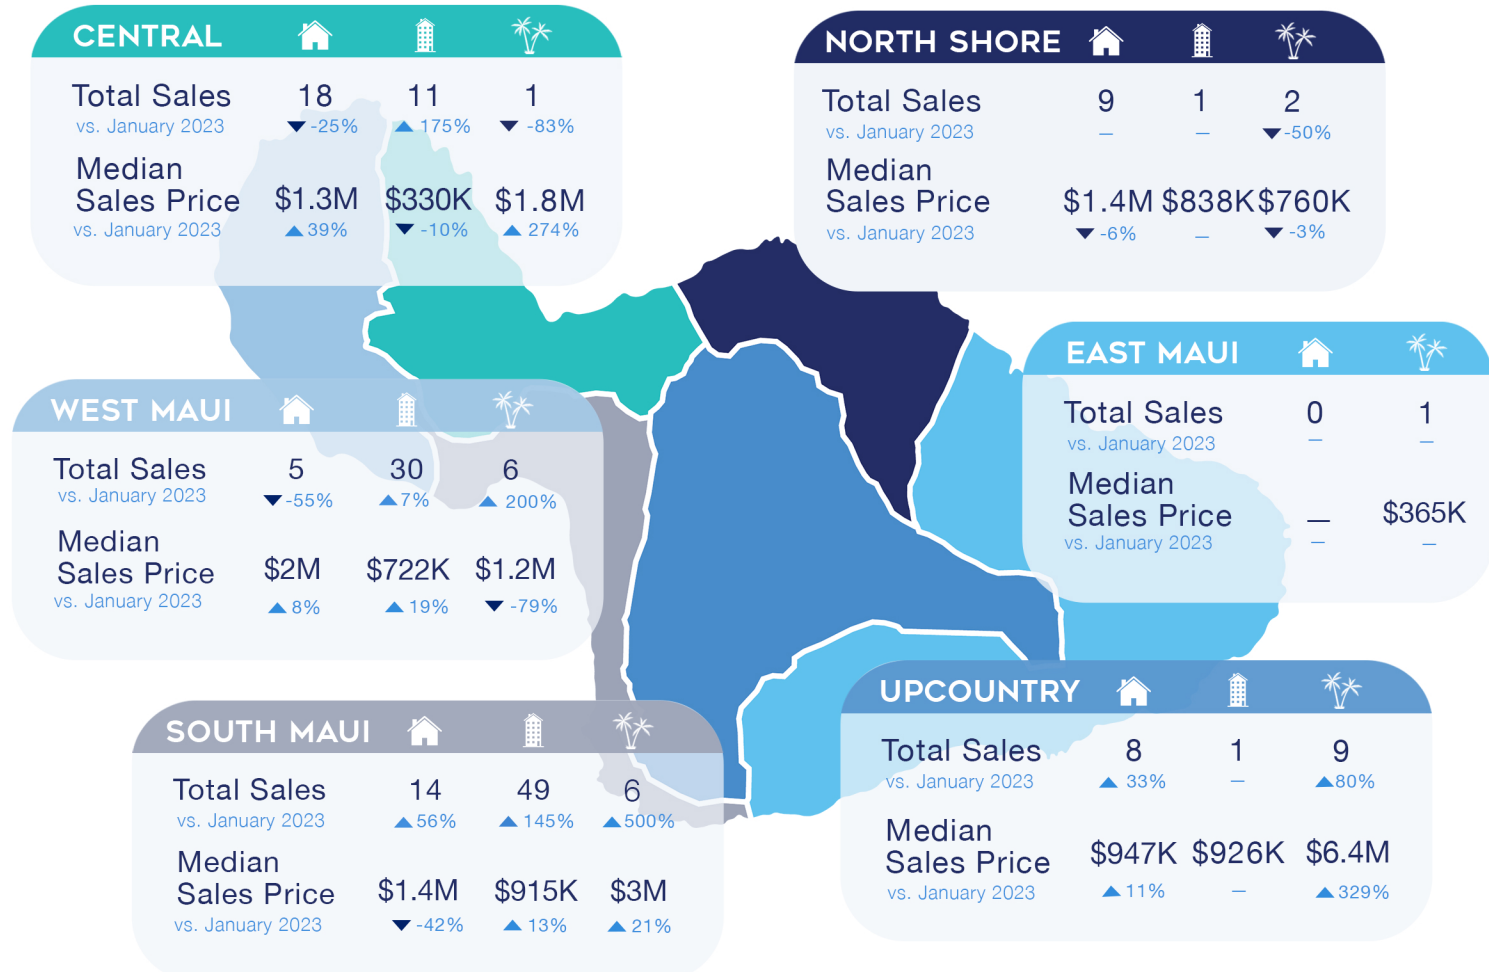 CENTRAL
Total Sales 18 11 1
vs. January 2023 -25% 175% -83%
Median
Sales Price $1.3M $330K $1.8M
vs. January 2023 39% -10% 274%
NORTH SHORE
Total Sales 9 1 2
vs. January 2023 – – -50%
Median
Sales Price $1.4M $838K $760K
vs. January 2023 -6% – -3%
WEST MAUI
Total Sales 5 30 6
vs. January 2023 -55% 7% 200%
Median
Sales Price $2M $722K $1.2M
vs. January 2023 8% 19% -79%
EAST MAUI
Total Sales 0 1
vs. January 2023 – –
Median
Sales Price — $365K
vs. January 2023 – –
SOUTH MAUI
Total Sales 14 49 6
vs. January 2023 56% 145% 500%
Median
Sales Price $1.4M $915K $3M
vs. January 2023 -42% 13% 21%
UPCOUNTRY
Total Sales 8 1 9
vs. January 2023 33% – 80%
Median
Sales Price $947K $926K $6.4M
vs. January 2023 11% – 329%